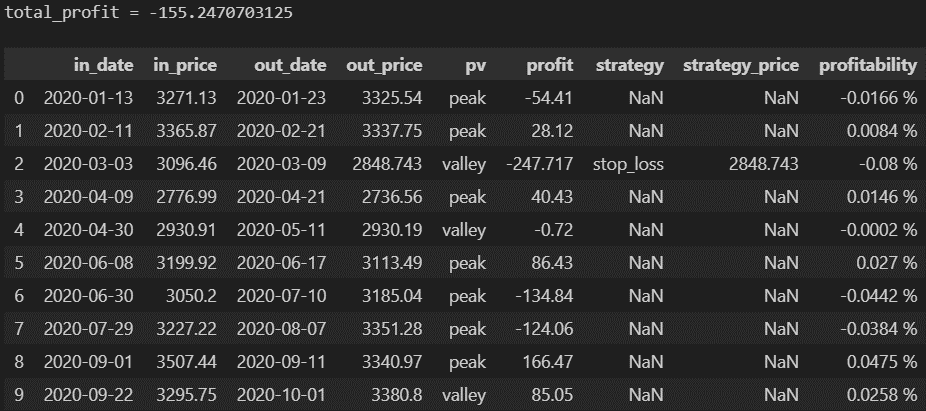 total_profit = -155.2470703125
in_date in_price out_date out_price pv profit strategy strategy_price profitability
0 2020-01-13 3271.13 2020-01-23 3325.54 peak -54.41 NaN NaN -0.0166 %
1 2020-02-11 3365.87 2020-02-21 3337.75 peak 28.12 NaN NaN 0.0084 %
2 2020-03-03 3096.46 2020-03-09 2848.743 valley -247.717 stop_loss 2848.743 -0.08 %
3 2020-04-09 2776.99 2020-04-21 2736.56 peak 40.43 NaN NaN 0.0146 %
4 2020-04-30 2930.91 2020-05-11 2930.19 valley -0.72 NaN NaN -0.0002 %
5 2020-06-08 3199.92 2020-06-17 3113.49 peak 86.43 NaN NaN 0.027 %
6 2020-06-30 3050.2 2020-07-10 3185.04 peak -134.84 NaN NaN -0.0442 %
7 2020-07-29 3227.22 2020-08-07 3351.28 peak -124.06 NaN NaN -0.0384 %
8 2020-09-01 3507.44 2020-09-11 3340.97 peak 166.47 NaN NaN 0.0475 %
9 2020-09-22 3295.75 2020-10-01 3380.8 valley 85.05 NaN NaN 0.0258 %